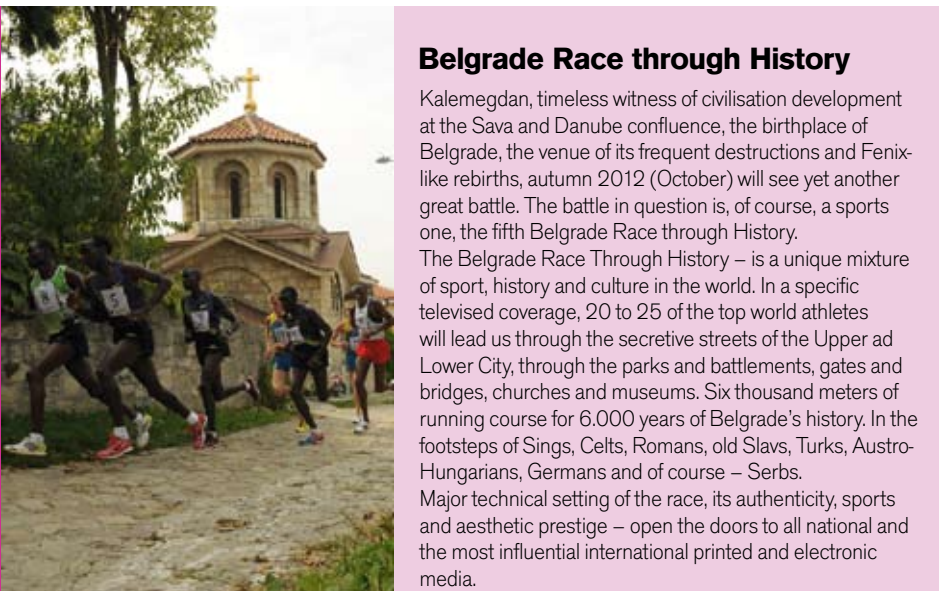 Belgrade Race through History
Kalemegdan, timeless witness of civilisation development
at the Sava and Danube confluence, the birthplace of
Belgrade, the venue of its frequent destructions and Fenix-
like rebirths, autumn 2012 (October) will see yet another
great battle. The battle in question is, of course, a sports
one, the fifth Belgrade Race through History.
The Belgrade Race Through History – is a unique mixture
of sport, history and culture in the world. In a specific
televised coverage, 20 to 25 of the top world athletes
will lead us through the secretive streets of the Upper ad
Lower City, through the parks and battlements, gates and
bridges, churches and museums. Six thousand meters of
running course for 6.000 years of Belgrade's history. In the
footsteps of Sings, Celts, Romans, old Slavs, Turks, Austro-
Hungarians, Germans and of course – Serbs.
Major technical setting of the race, its authenticity, sports
and aesthetic prestige – open the doors to all national and
the most influential international printed and electronic
media.
5